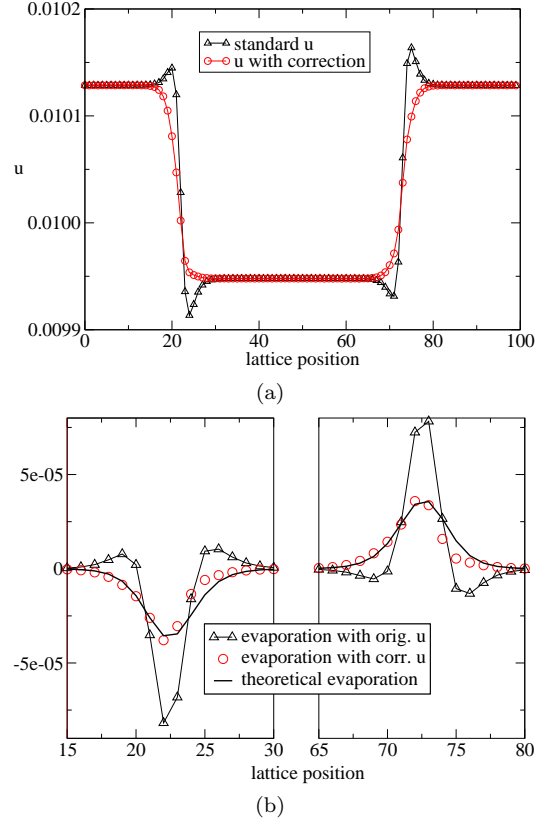 0.0102
0.0101
0.0100
0.0099
u
standard u
u with correction
0 20 40 60 80 100
lattice position
(a)
5e-05
0
-5e-05
evaporation with orig. u
evaporation with corr. u
theoretical evaporation
15 20 25 30 65 70 75 80
lattice position
(b)